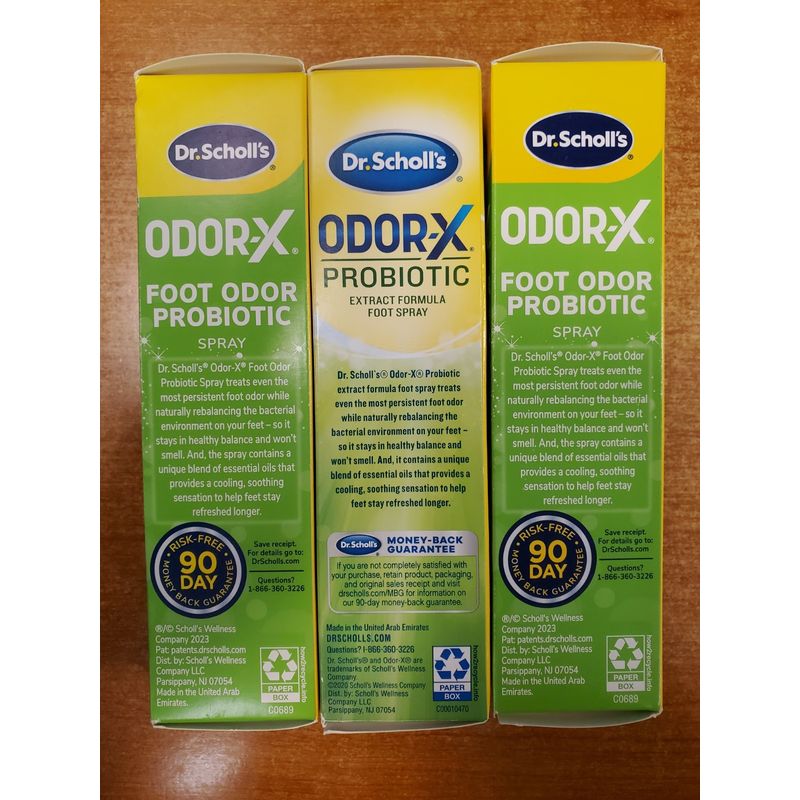 Dr.Scholl's®
ODOR-X®
FOOT ODOR
PROBIOTIC
SPRAY
Dr. Scholl's® Odor-X® Foot Odor
Probiotic Spray treats even the
most persistent foot odor while
naturally rebalancing the bacterial
environment on your feet – so it
stays in healthy balance and won't
smell. And, the spray contains a
unique blend of essential oils that
provides a cooling, soothing
sensation to help feet stay
refreshed longer.
RISK-FREE
90
DAY
MONEY BACK GUARANTEE
Save receipt.
For details go to:
DrScholls.com
Questions?
1-866-360-3226
®/© Scholl's Wellness
Company 2023
Pat: patents.drscholls.com
Dist. by: Scholl's Wellness
Company LLC
Parsippany, NJ 07054
Made in the United Arab
Emirates.
PAPER
BOX
how2recycle.info
C0689
Dr.Scholl's®
ODOR-X®
PROBIOTIC
EXTRACT FORMULA
FOOT SPRAY
Dr. Scholl's® Odor-X® Probiotic
extract formula foot spray treats
even the most persistent foot odor
while naturally rebalancing the
bacterial environment on your feet –
so it stays in healthy balance and
won't smell. And, it contains a unique
blend of essential oils that provides a
cooling, soothing sensation to help
feet stay refreshed longer.
Dr.Scholl's
MONEY-BACK
GUARANTEE
If you are not completely satisfied with
your purchase, retain product, packaging,
and original sales receipt and visit
drscholls.com/MBG for information on
our 90-day money-back guarantee.
Made in the United Arab Emirates
DRSCHOLLS.COM
Questions? 1-866-360-3226
Dr. Scholl's® and Odor-X® are
trademarks of Scholl's Wellness
Company.
©2020 Scholl's Wellness Company
Dist. by: Scholl's Wellness
Company LLC
Parsippany, NJ 07054
PAPER
BOX
how2recycle.info
C00010470
Dr.Scholl's®
ODOR-X®
FOOT ODOR
PROBIOTIC
SPRAY
Dr. Scholl's® Odor-X® Foot Odor
Probiotic Spray treats even the
most persistent foot odor while
naturally rebalancing the bacterial
environment on your feet – so it
stays in healthy balance and won't
smell. And, the spray contains a
unique blend of essential oils that
provides a cooling, soothing
sensation to help feet stay
refreshed longer.
RISK-FREE
90
DAY
MONEY BACK GUARANTEE
Save receipt.
For details go to:
DrScholls.com
Questions?
1-866-360-3226
®/© Scholl's Wellness
Company 2023
Pat: patents.drscholls.com
Dist. by: Scholl's Wellness
Company LLC
Parsippany, NJ 07054
Made in the United Arab
Emirates.
PAPER
BOX
how2recycle.info
C0689